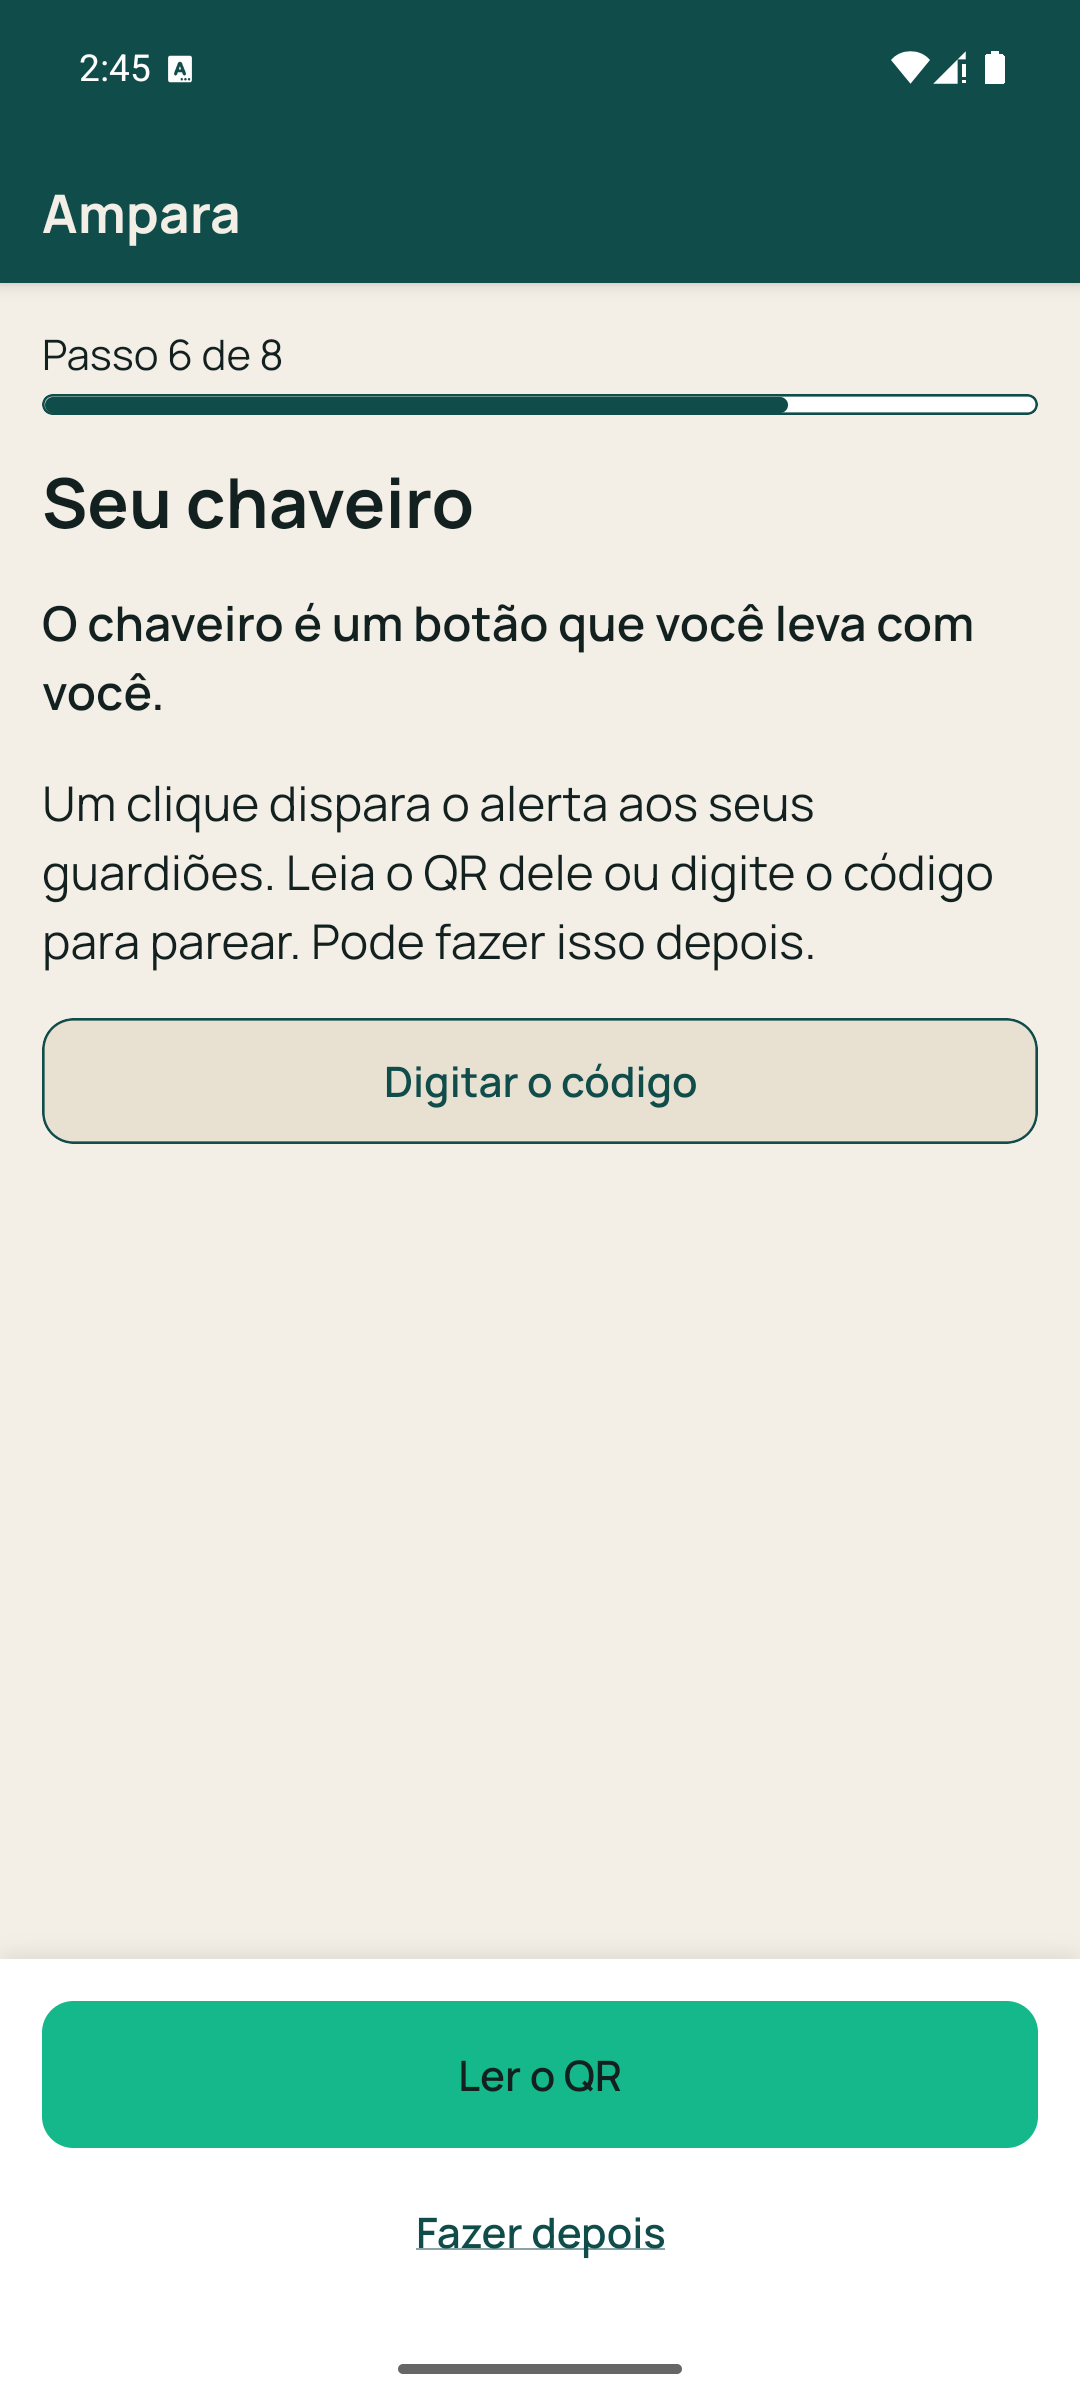 2:45
Ampara
Passo 6 de 8
Seu chaveiro
O chaveiro é um botão que você leva com
você.
Um clique dispara o alerta aos seus
guardiões. Leia o QR dele ou digite o código
para parear. Pode fazer isso depois.
Digitar o código
Ler o QR
Fazer depois